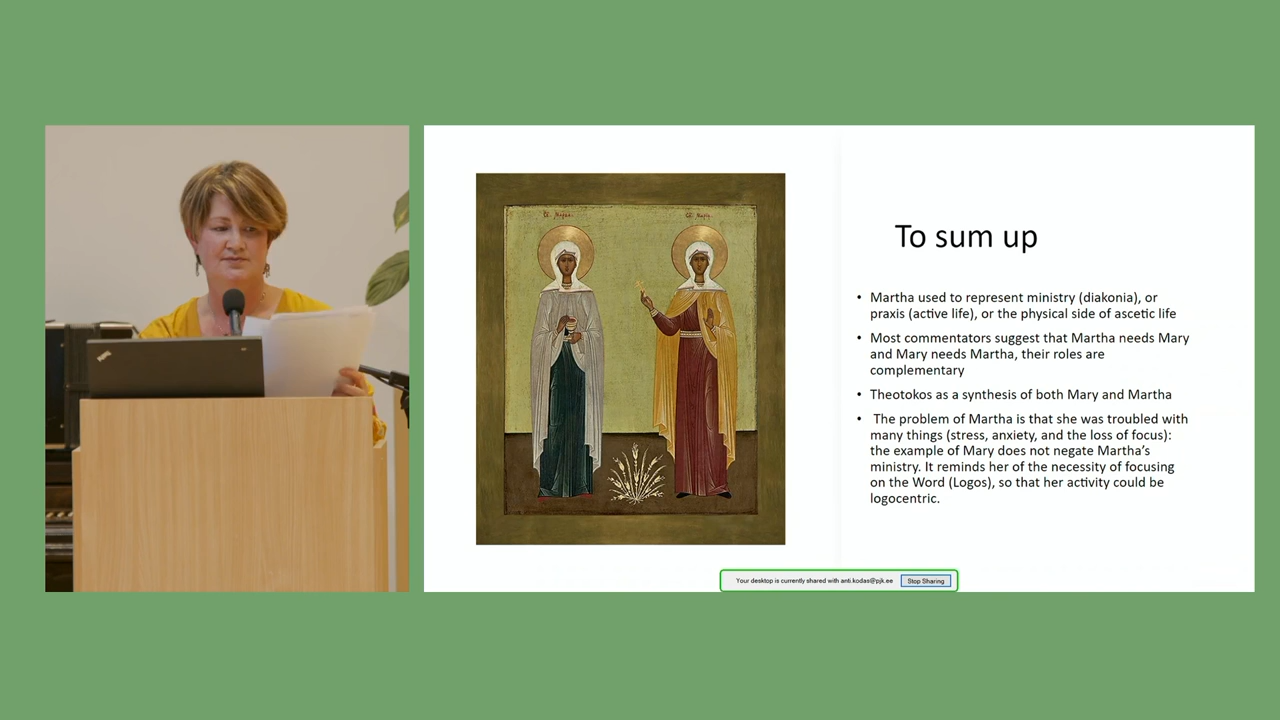 To sum up
• Martha used to represent ministry (diakonia), or
praxis (active life), or the physical side of ascetic life
• Most commentators suggest that Martha needs Mary
and Mary needs Martha, their roles are
complementary
• Theotokos as a synthesis of both Mary and Martha
• The problem of Martha is that she was troubled with
many things (stress, anxiety, and the loss of focus):
the example of Mary does not negate Martha's
ministry. It reminds her of the necessity of focusing
on the Word (Logos), so that her activity could be
logocentric.
Your desktop is currently shared with anti.kodas@pjk.ee Stop Sharing